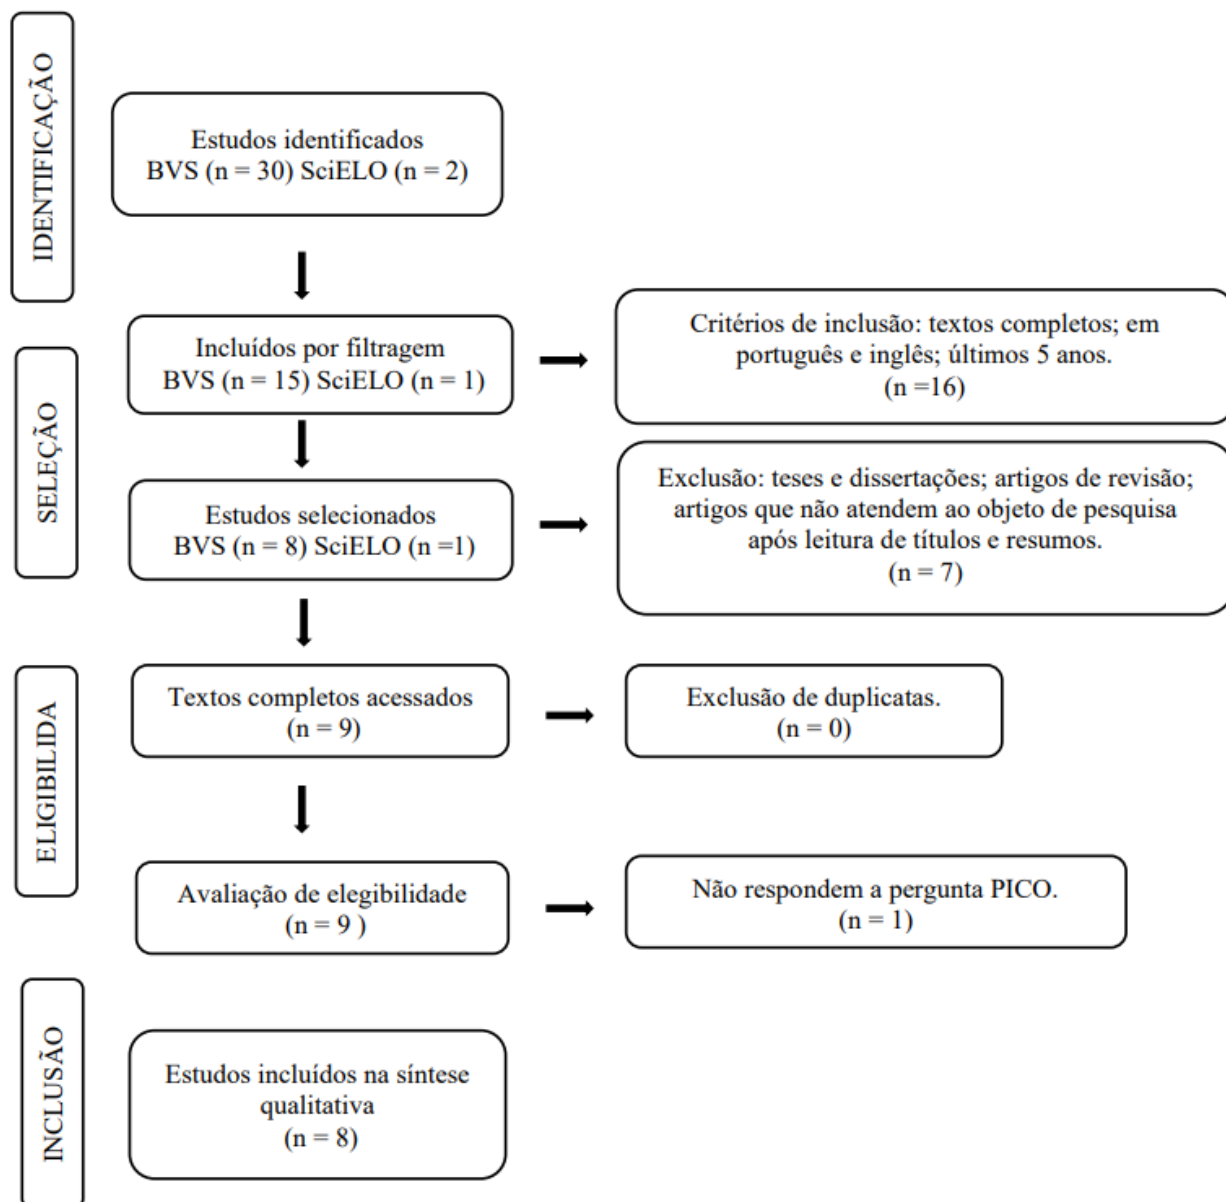 IDENTIFICAÇÃO
Estudos identificados
BVS (n = 30) SciELO (n = 2)
SELEÇÃO
Incluídos por filtragem
BVS (n = 15) SciELO (n = 1)
Critérios de inclusão: textos completos; em
português e inglês; últimos 5 anos.
(n =16)
Estudos selecionados
BVS (n = 8) SciELO (n =1)
Exclusão: teses e dissertações; artigos de revisão;
artigos que não atendem ao objeto de pesquisa
após leitura de títulos e resumos.
(n = 7)
ELIGIBILIDA
Textos completos acessados
(n = 9)
Exclusão de duplicatas.
(n = 0)
Avaliação de elegibilidade
(n = 9 )
Não respondem a pergunta PICO.
(n = 1)
INCLUSÃO
Estudos incluídos na síntese
qualitativa
(n = 8)